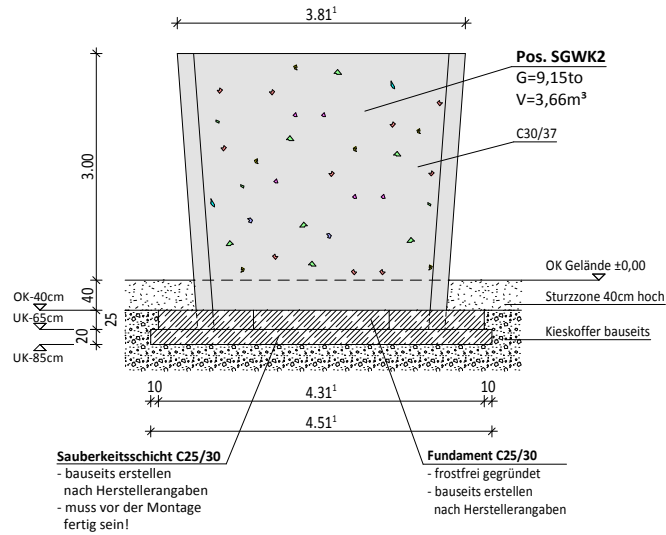 3.81¹
Pos. SGWK2
G=9,15to
V=3,66m³
C30/37
3.00
OK Gelände ±0,00
OK-40cm
40
Sturzzone 40cm hoch
UK-65cm
25
Kieskoffer bauseits
20
UK-85cm
10
4.31¹
10
4.51¹
Sauberkeitsschicht C25/30
- bauseits erstellen
nach Herstellerangaben
- muss vor der Montage
fertig sein!
Fundament C25/30
- frostfrei gegründet
- bauseits erstellen
nach Herstellerangaben